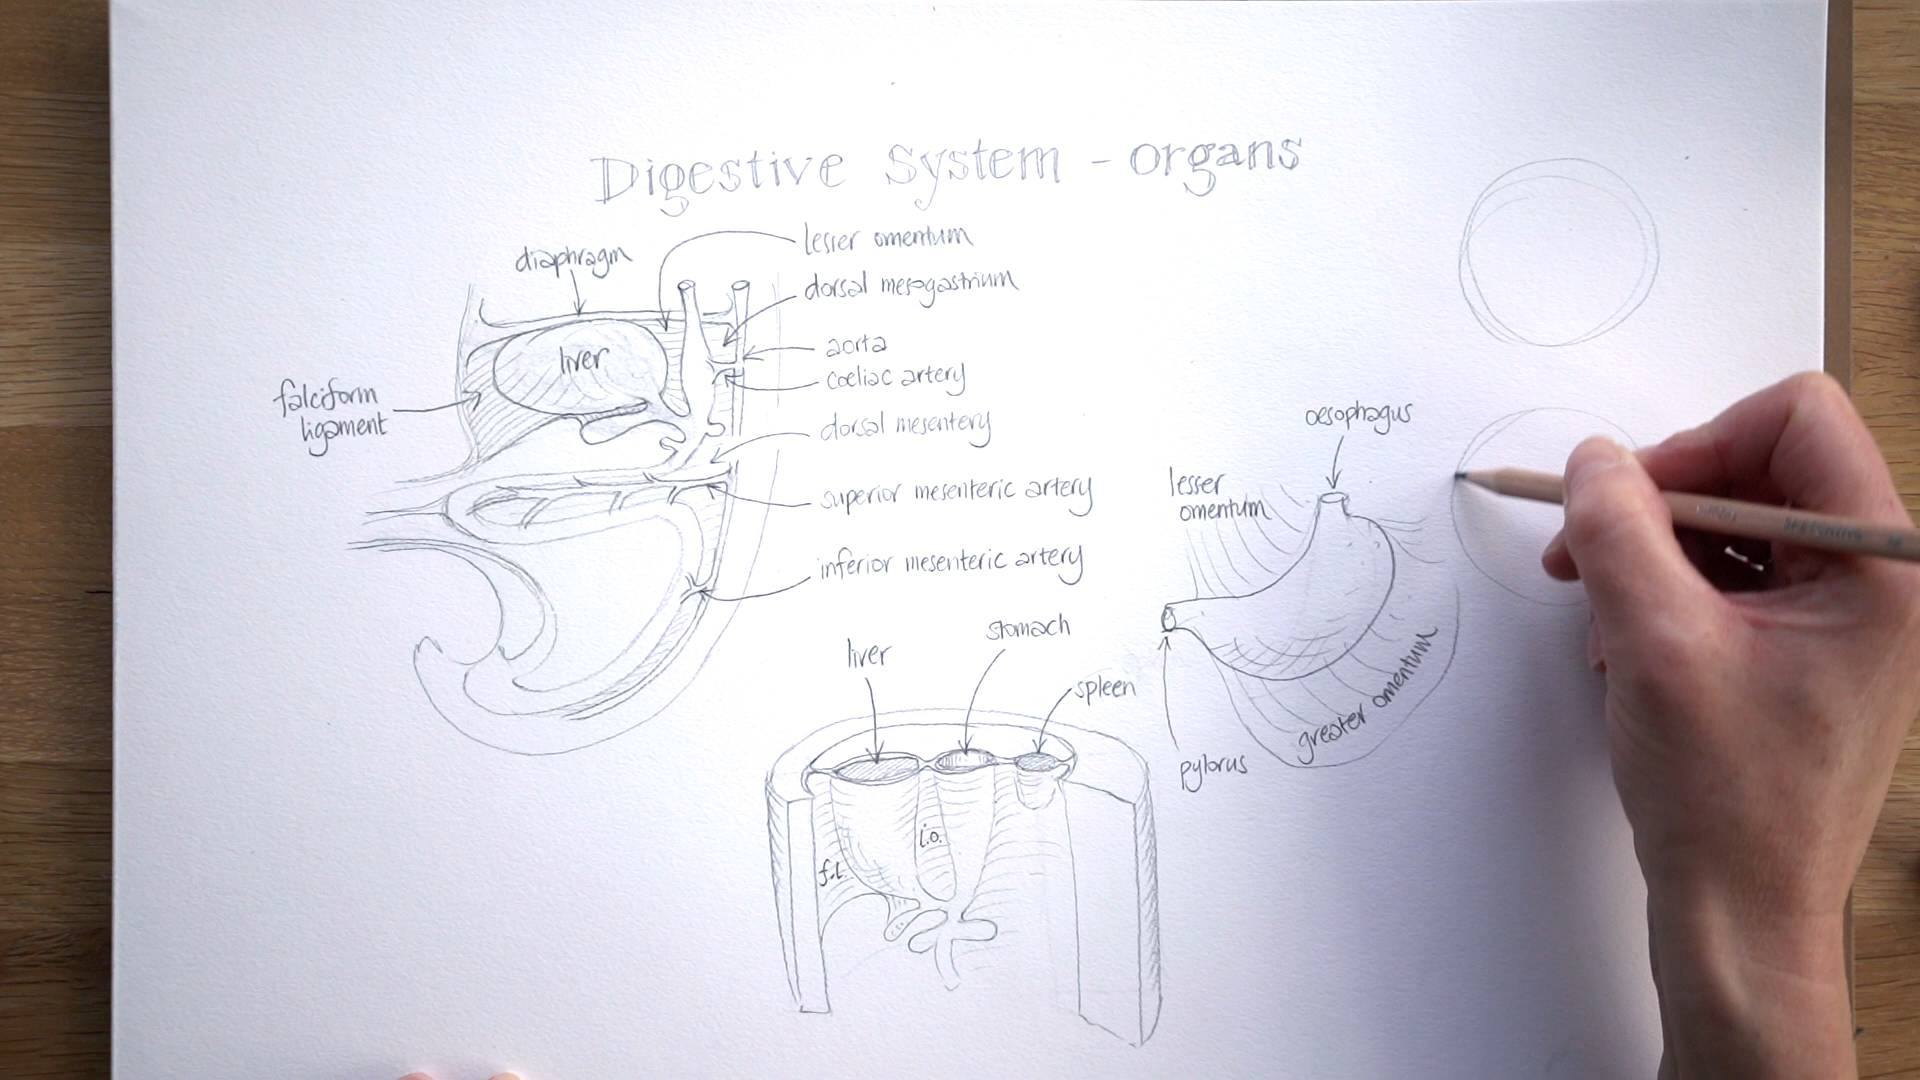 Digestive System - organs
lesser omentum
diaphragm
dorsal mesogastrium
aorta
liver
coeliac artery
falciform
ligament
dorsal mesentery
superior mesenteric artery
inferior mesenteric artery
oesophagus
lesser
omentum
greater omentum
pylorus
stomach
liver
spleen
l.o.
f.l.